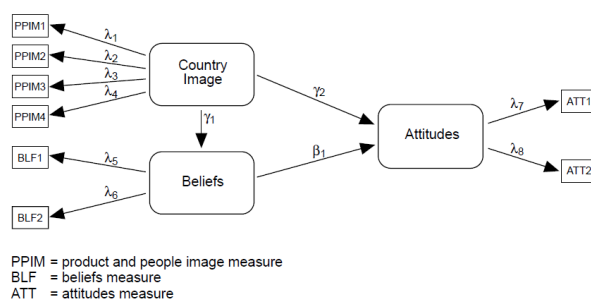 PPIM1
λ1
PPIM2
λ2
Country
Image
PPIM3
λ3
PPIM4
λ4
γ2
γ1
λ7
ATT1
Attitudes
BLF1
λ5
β1
λ8
ATT2
Beliefs
λ6
BLF2
PPIM = product and people image measure
BLF = beliefs measure
ATT = attitudes measure